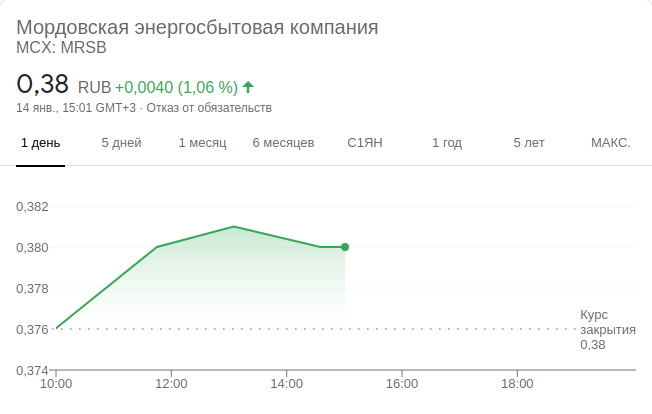 Мордовская энергосбытовая компания
MCX: MRSB
0,38 RUB +0,0040 (1,06 %)
14 янв., 15:01 GMT+3 · Отказ от обязательств
1 день 5 дней 1 месяц 6 месяцев С1ЯН 1 год 5 лет МАКС.
0,382
0,380
0,378
0,376
0,374
Курс
закрытия
0,38
10:00 12:00 14:00 16:00 18:00